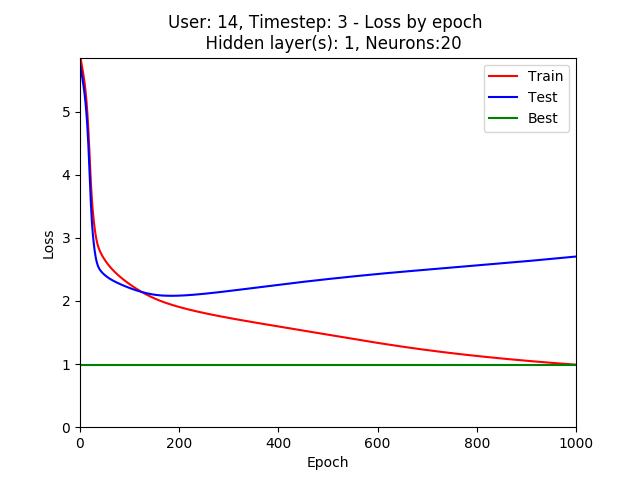 User: 14, Timestep: 3 - Loss by epoch
Hidden layer(s): 1, Neurons:20
Train
Test
Best
5
4
3
2
1
0
Loss
0 200 400 600 800 1000
Epoch